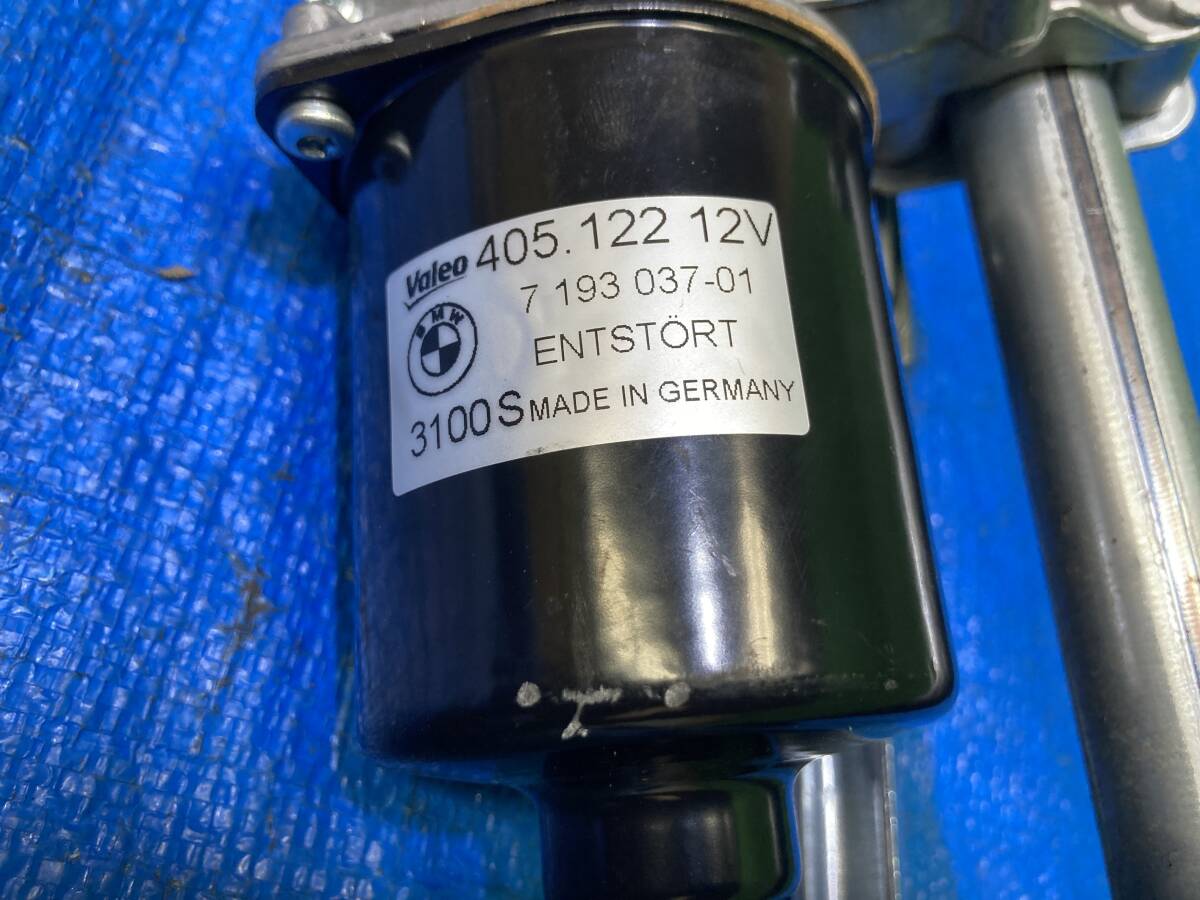 Valeo 405.122 12V
7 193 037-01
BMW
ENTSTÖRT
3100S MADE IN GERMANY